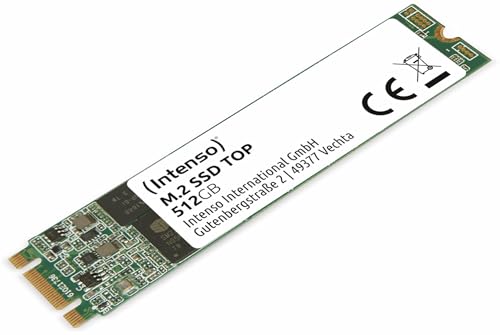 (Intenso)
M.2 SSD TOP
512GB
Intenso International GmbH
Gutenbergstraße 2 | 49377 Vechta
CE